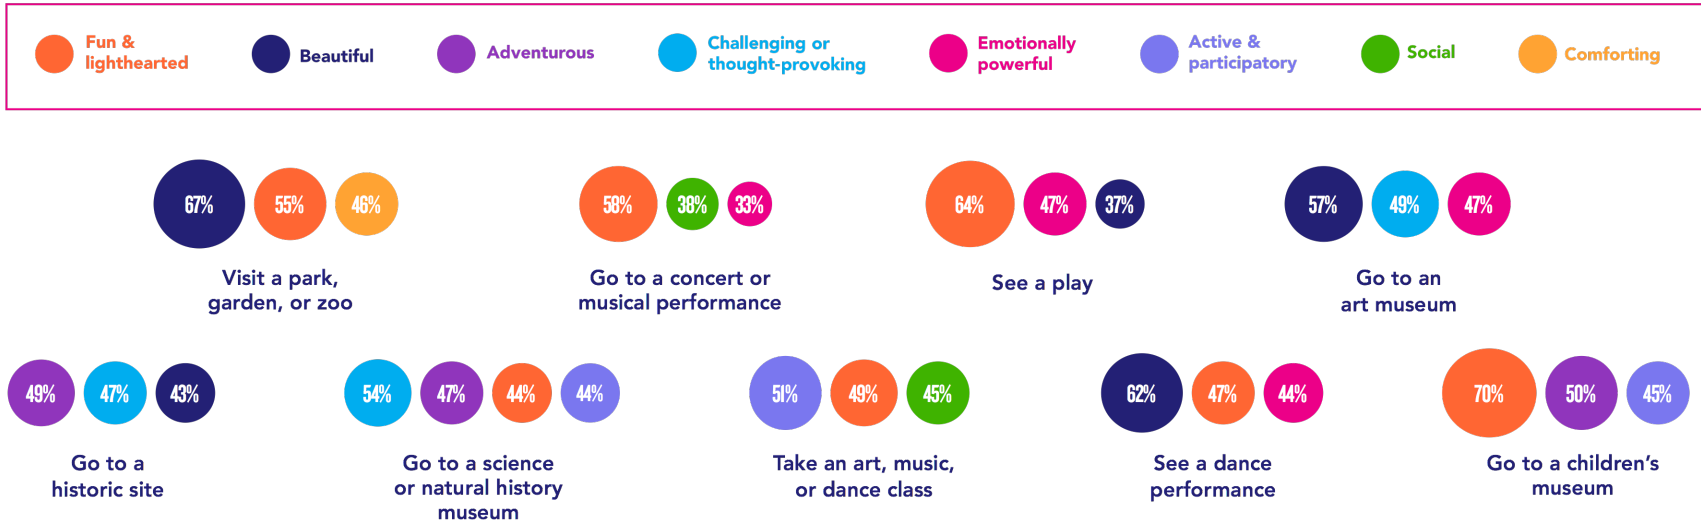 Fun &
lighthearted
Beautiful
Adventurous
Challenging or
thought-provoking
Emotionally
powerful
Active &
participatory
Social
Comforting
67% 55% 46%
Visit a park,
garden, or zoo
58% 38% 33%
Go to a concert or
musical performance
64% 47% 37%
See a play
57% 49% 47%
Go to an
art museum
49% 47% 43%
Go to a
historic site
54% 47% 44% 44%
Go to a science
or natural history
museum
51% 49% 45%
Take an art, music,
or dance class
62% 47% 44%
See a dance
performance
70% 50% 45%
Go to a children's
museum